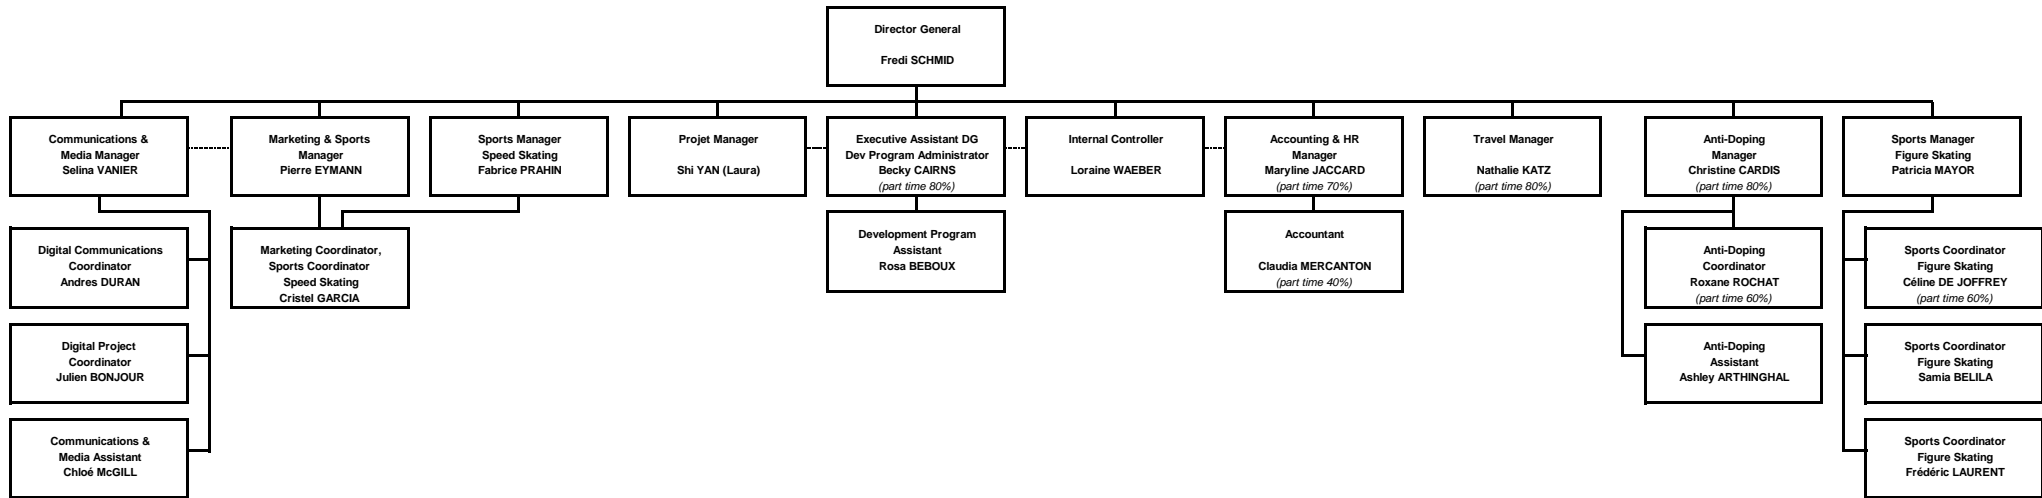 Director General
Fredi SCHMID
Communications &
Media Manager
Selina VANIER
Marketing & Sports
Manager
Pierre EYMANN
Sports Manager
Speed Skating
Fabrice PRAHIN
Projet Manager
Shi YAN (Laura)
Executive Assistant DG
Dev Program Administrator
Becky CAIRNS
(part time 80%)
Internal Controller
Loraine WAEBER
Accounting & HR
Manager
Maryline JACCARD
(part time 70%)
Travel Manager
Nathalie KATZ
(part time 80%)
Anti-Doping
Manager
Christine CARDIS
(part time 80%)
Sports Manager
Figure Skating
Patricia MAYOR
Digital Communications
Coordinator
Andres DURAN
Marketing Coordinator,
Sports Coordinator
Speed Skating
Cristel GARCIA
Development Program
Assistant
Rosa BEBOUX
Accountant
Claudia MERCANTON
(part time 40%)
Anti-Doping
Coordinator
Roxane ROCHAT
(part time 60%)
Sports Coordinator
Figure Skating
Céline DE JOFFREY
(part time 60%)
Digital Project
Coordinator
Julien BONJOUR
Anti-Doping
Assistant
Ashley ARTHINGHAL
Sports Coordinator
Figure Skating
Samia BELILA
Communications &
Media Assistant
Chloé McGILL
Sports Coordinator
Figure Skating
Frédéric LAURENT